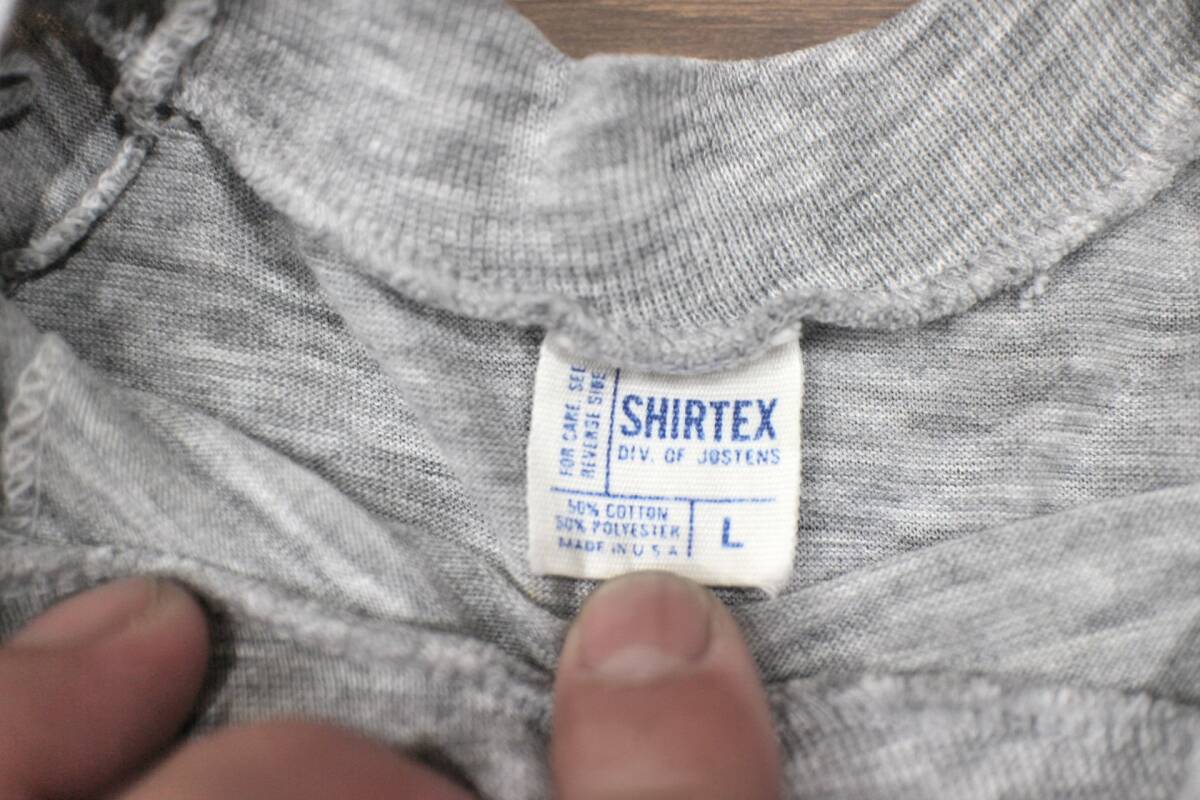 FOR CARE, SEE
REVERSE SIDE
SHIRTEX
DIV. OF JOSTENS
50% COTTON
50% POLYESTER
MADE IN U S A
L